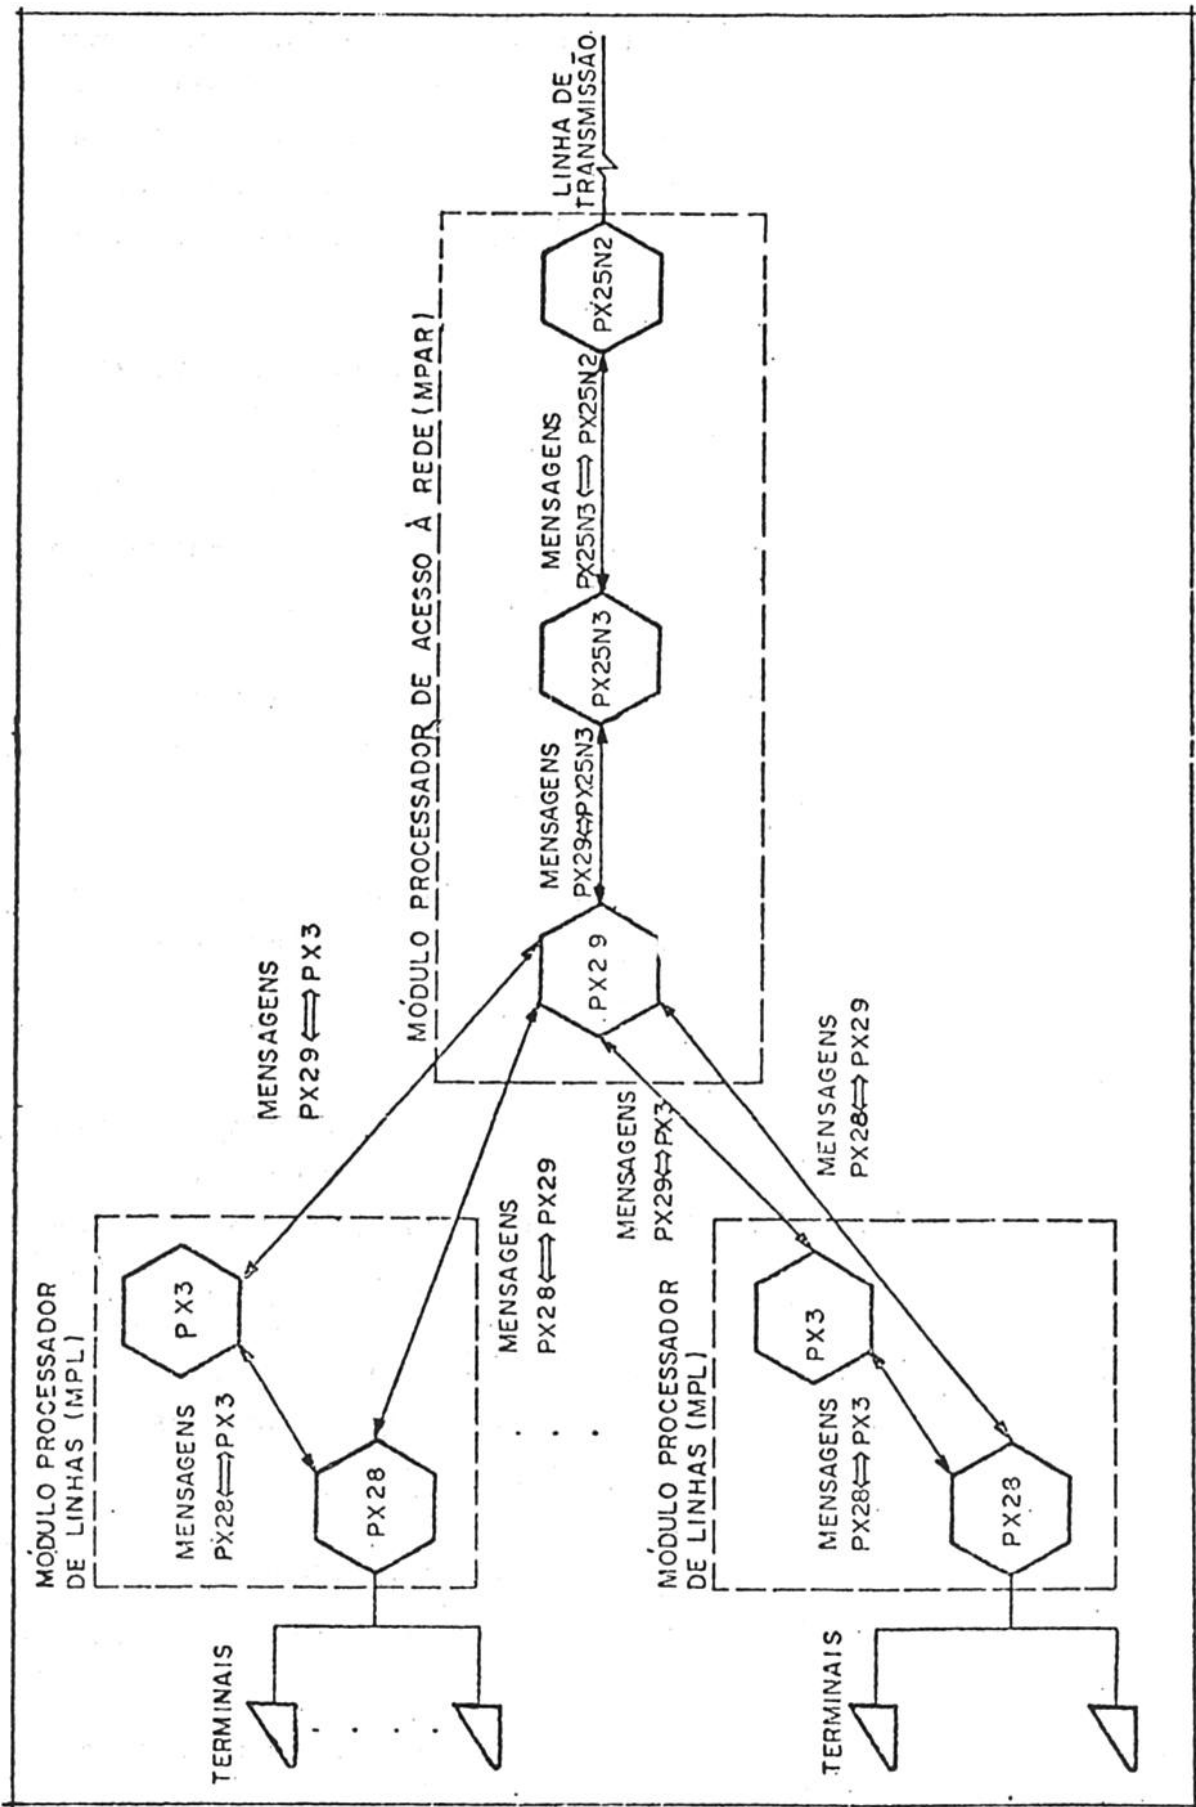 MÓDULO PROCESSADOR
DE LINHAS (MPL)
PX3
MENSAGENS
PX28⟺PX3
PX28
TERMINAIS
MENSAGENS
PX29⟺PX3
MENSAGENS
PX28⟺PX29
MÓDULO PROCESSADOR DE ACESSO À REDE (MPAR)
PX29
MENSAGENS
PX29⟺PX25N3
PX25N3
MENSAGENS
PX25N3⟺PX25N2
PX25N2
LINHA DE
TRANSMISSÃO
MENSAGENS
PX29⟺PX3
MENSAGENS
PX28⟺PX29
MÓDULO PROCESSADOR
DE LINHAS (MPL)
PX3
MENSAGENS
PX28⟺PX3
PX28
TERMINAIS